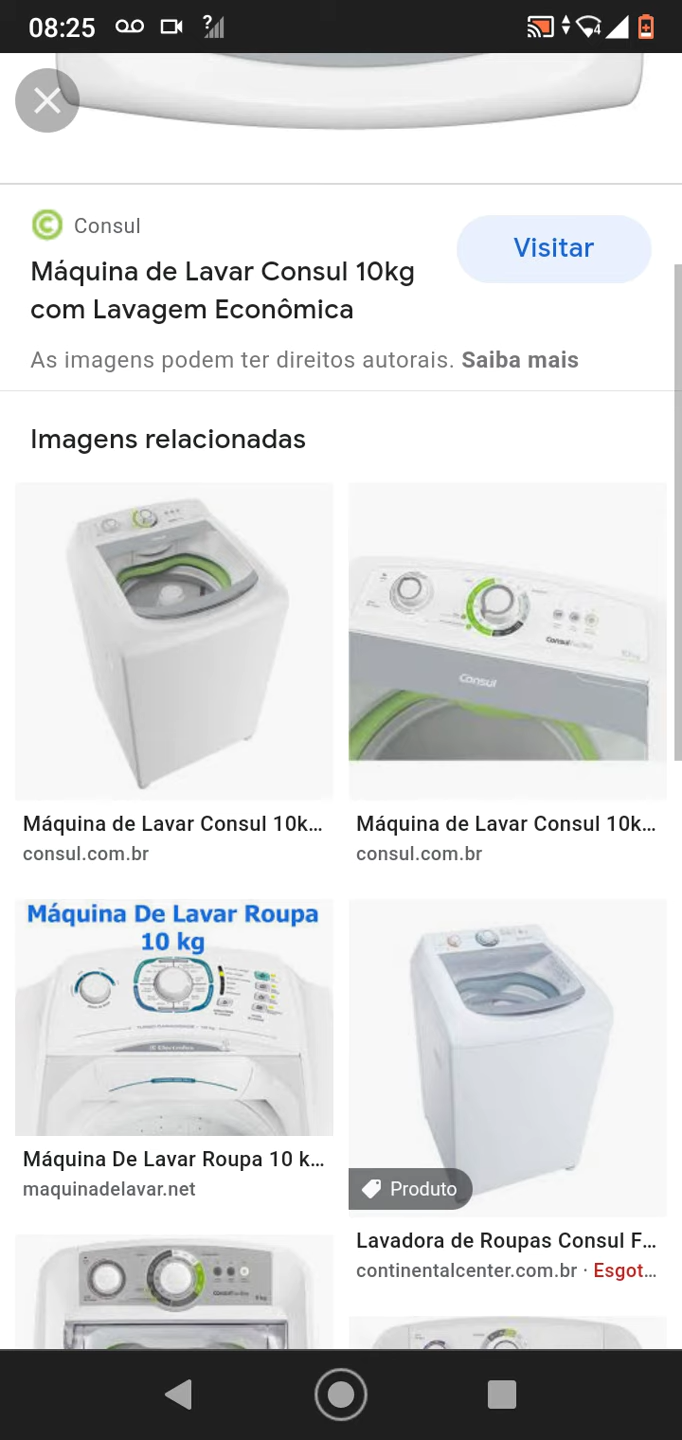 08:25
?
4
Consul
Máquina de Lavar Consul 10kg
com Lavagem Econômica
Visitar
As imagens podem ter direitos autorais. Saiba mais
Imagens relacionadas
Consul
Máquina de Lavar Consul 10k...
consul.com.br
Máquina de Lavar Consul 10k...
consul.com.br
Máquina De Lavar Roupa
10 kg
Electrolux
Máquina De Lavar Roupa 10 k...
maquinadelavar.net
Produto
Lavadora de Roupas Consul F...
continentalcenter.com.br · Esgot...